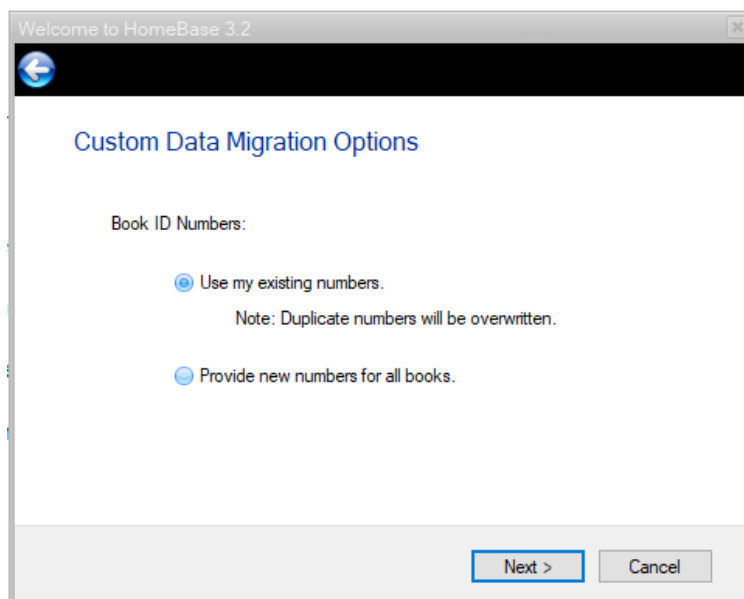 Welcome to HomeBase 3.2
Custom Data Migration Options
Book ID Numbers:
Use my existing numbers.
Note: Duplicate numbers will be overwritten.
Provide new numbers for all books.
Next >
Cancel